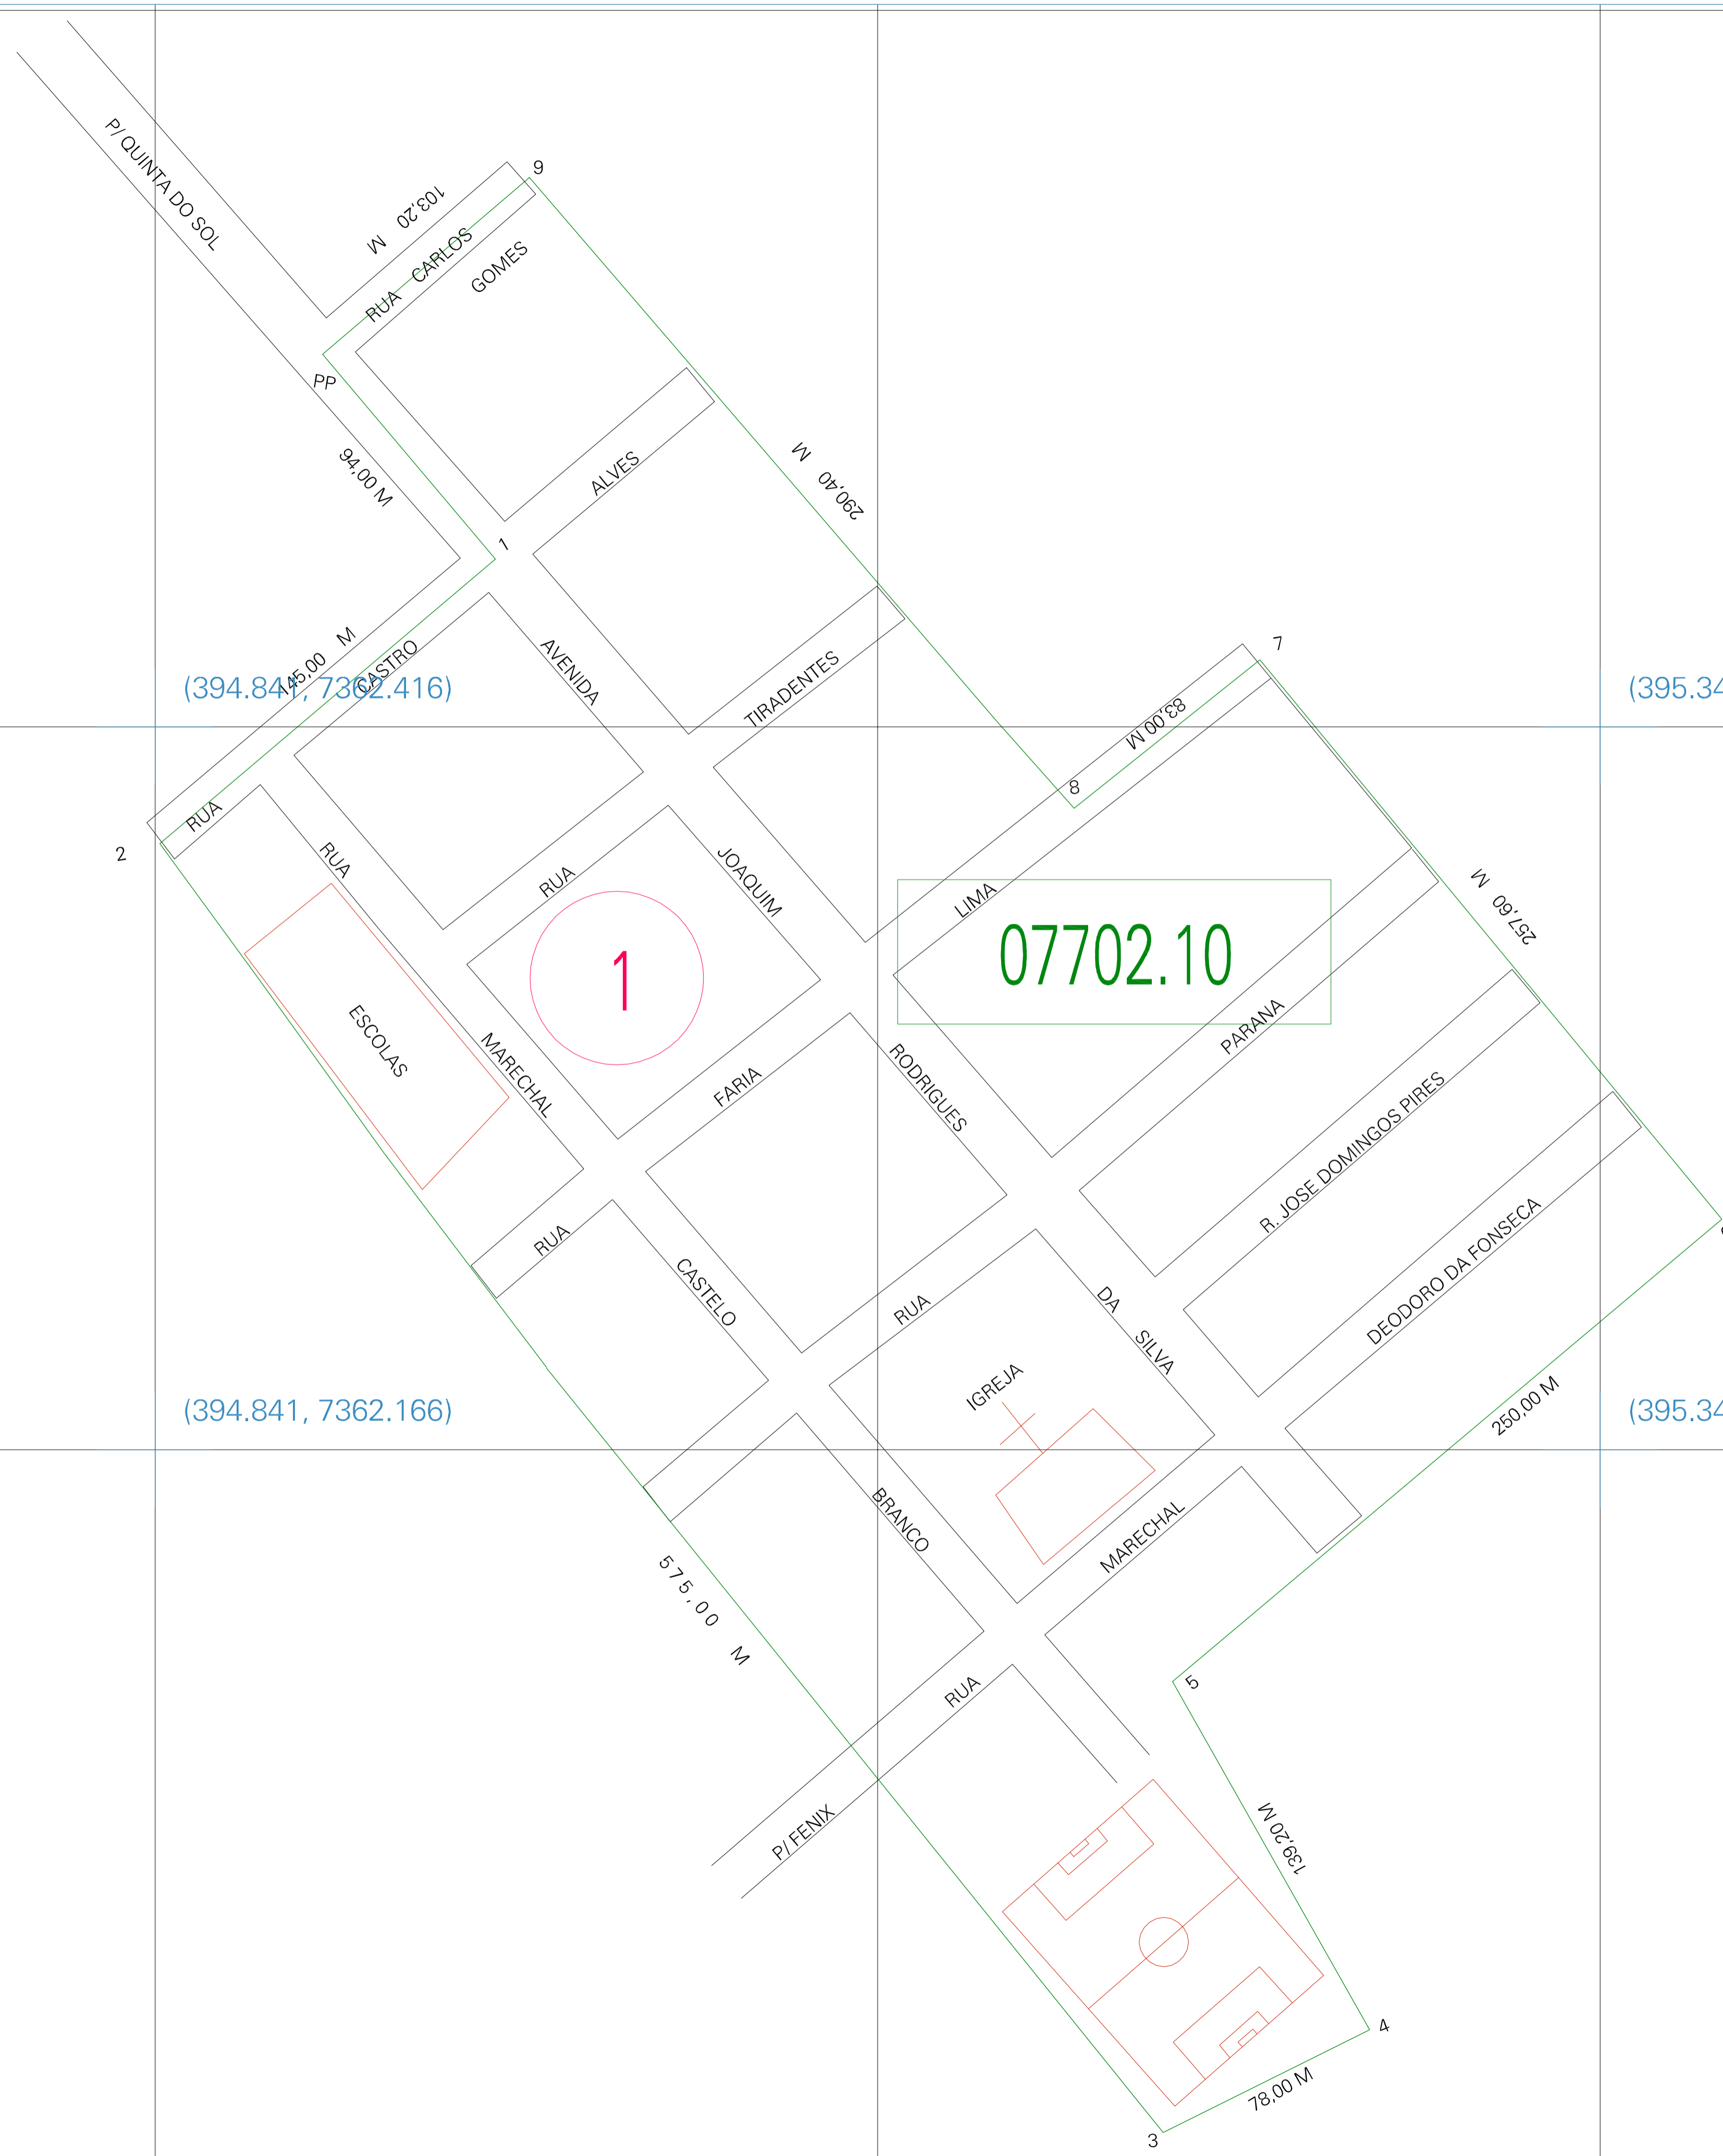 P/ QUINTA DO SOL
9
103,20 M
RUA CARLOS
GOMES
PP
94,00 M
290,40 M
ALVES
1
145,00 M
CASTRO
AVENIDA
TIRADENTES
7
83,00 M
(394.841, 7362.416)
(395.34
8
RUA
2
RUA
RUA
JOAQUIM
LIMA
257,60 M
07702.10
1
ESCOLAS
MARECHAL
FARIA
RODRIGUES
PARANA
R. JOSE DOMINGOS PIRES
RUA
CASTELO
RUA
DA
SILVA
DEODORO DA FONSECA
IGREJA
(394.841, 7362.166)
(395.34
250,00 M
BRANCO
MARECHAL
575,00 M
RUA
5
P/ FENIX
139,20 M
4
78,00 M
3